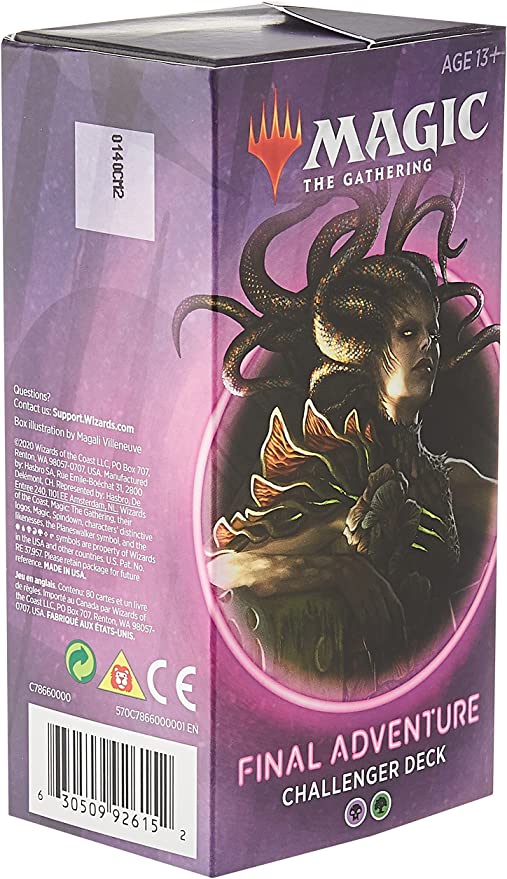 AGE 13+
MAGIC
THE GATHERING
0140CM2
Questions?
Contact us: Support.Wizards.com
Box illustration by Magali Villeneuve
©2020 Wizards of the Coast LLC, PO Box 707,
Renton, WA 98057-0707, USA. Manufactured
by: Hasbro SA, Rue Emile-Boéchat 31, 2800
Delémont, CH. Represented by: Hasbro, De
Entree 240, 1101 EE Amsterdam, NL. Wizards
of the Coast, Magic: The Gathering, their
logos, Magic, Spindown, characters' distinctive
likenesses, the Planeswalker symbol, and the
symbols are property of Wizards
in the USA and other countries. U.S. Pat. No.
RE 37,957. Please retain package for future
reference. MADE IN USA.
Jeu en anglais. Contenu: 80 cartes et un livre
de règles. Importé au Canada par Wizards of
the Coast LLC, PO Box 707, Renton, WA 98057-
0707, USA. FABRIQUÉ AUX ÉTATS-UNIS.
CE
C78660000
570C7866000001 EN
6 30509 92615 2
FINAL ADVENTURE
CHALLENGER DECK